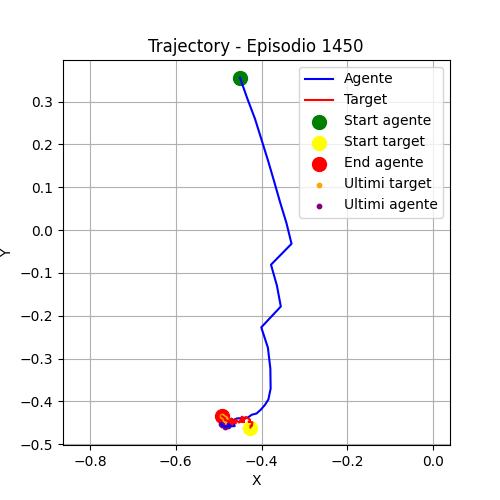 Trajectory - Episodio 1450
Agente
Target
Start agente
Start target
End agente
Ultimi target
Ultimi agente
Y
0.3
0.2
0.1
0.0
−0.1
−0.2
−0.3
−0.4
−0.5
−0.8
−0.6
−0.4
−0.2
0.0
X